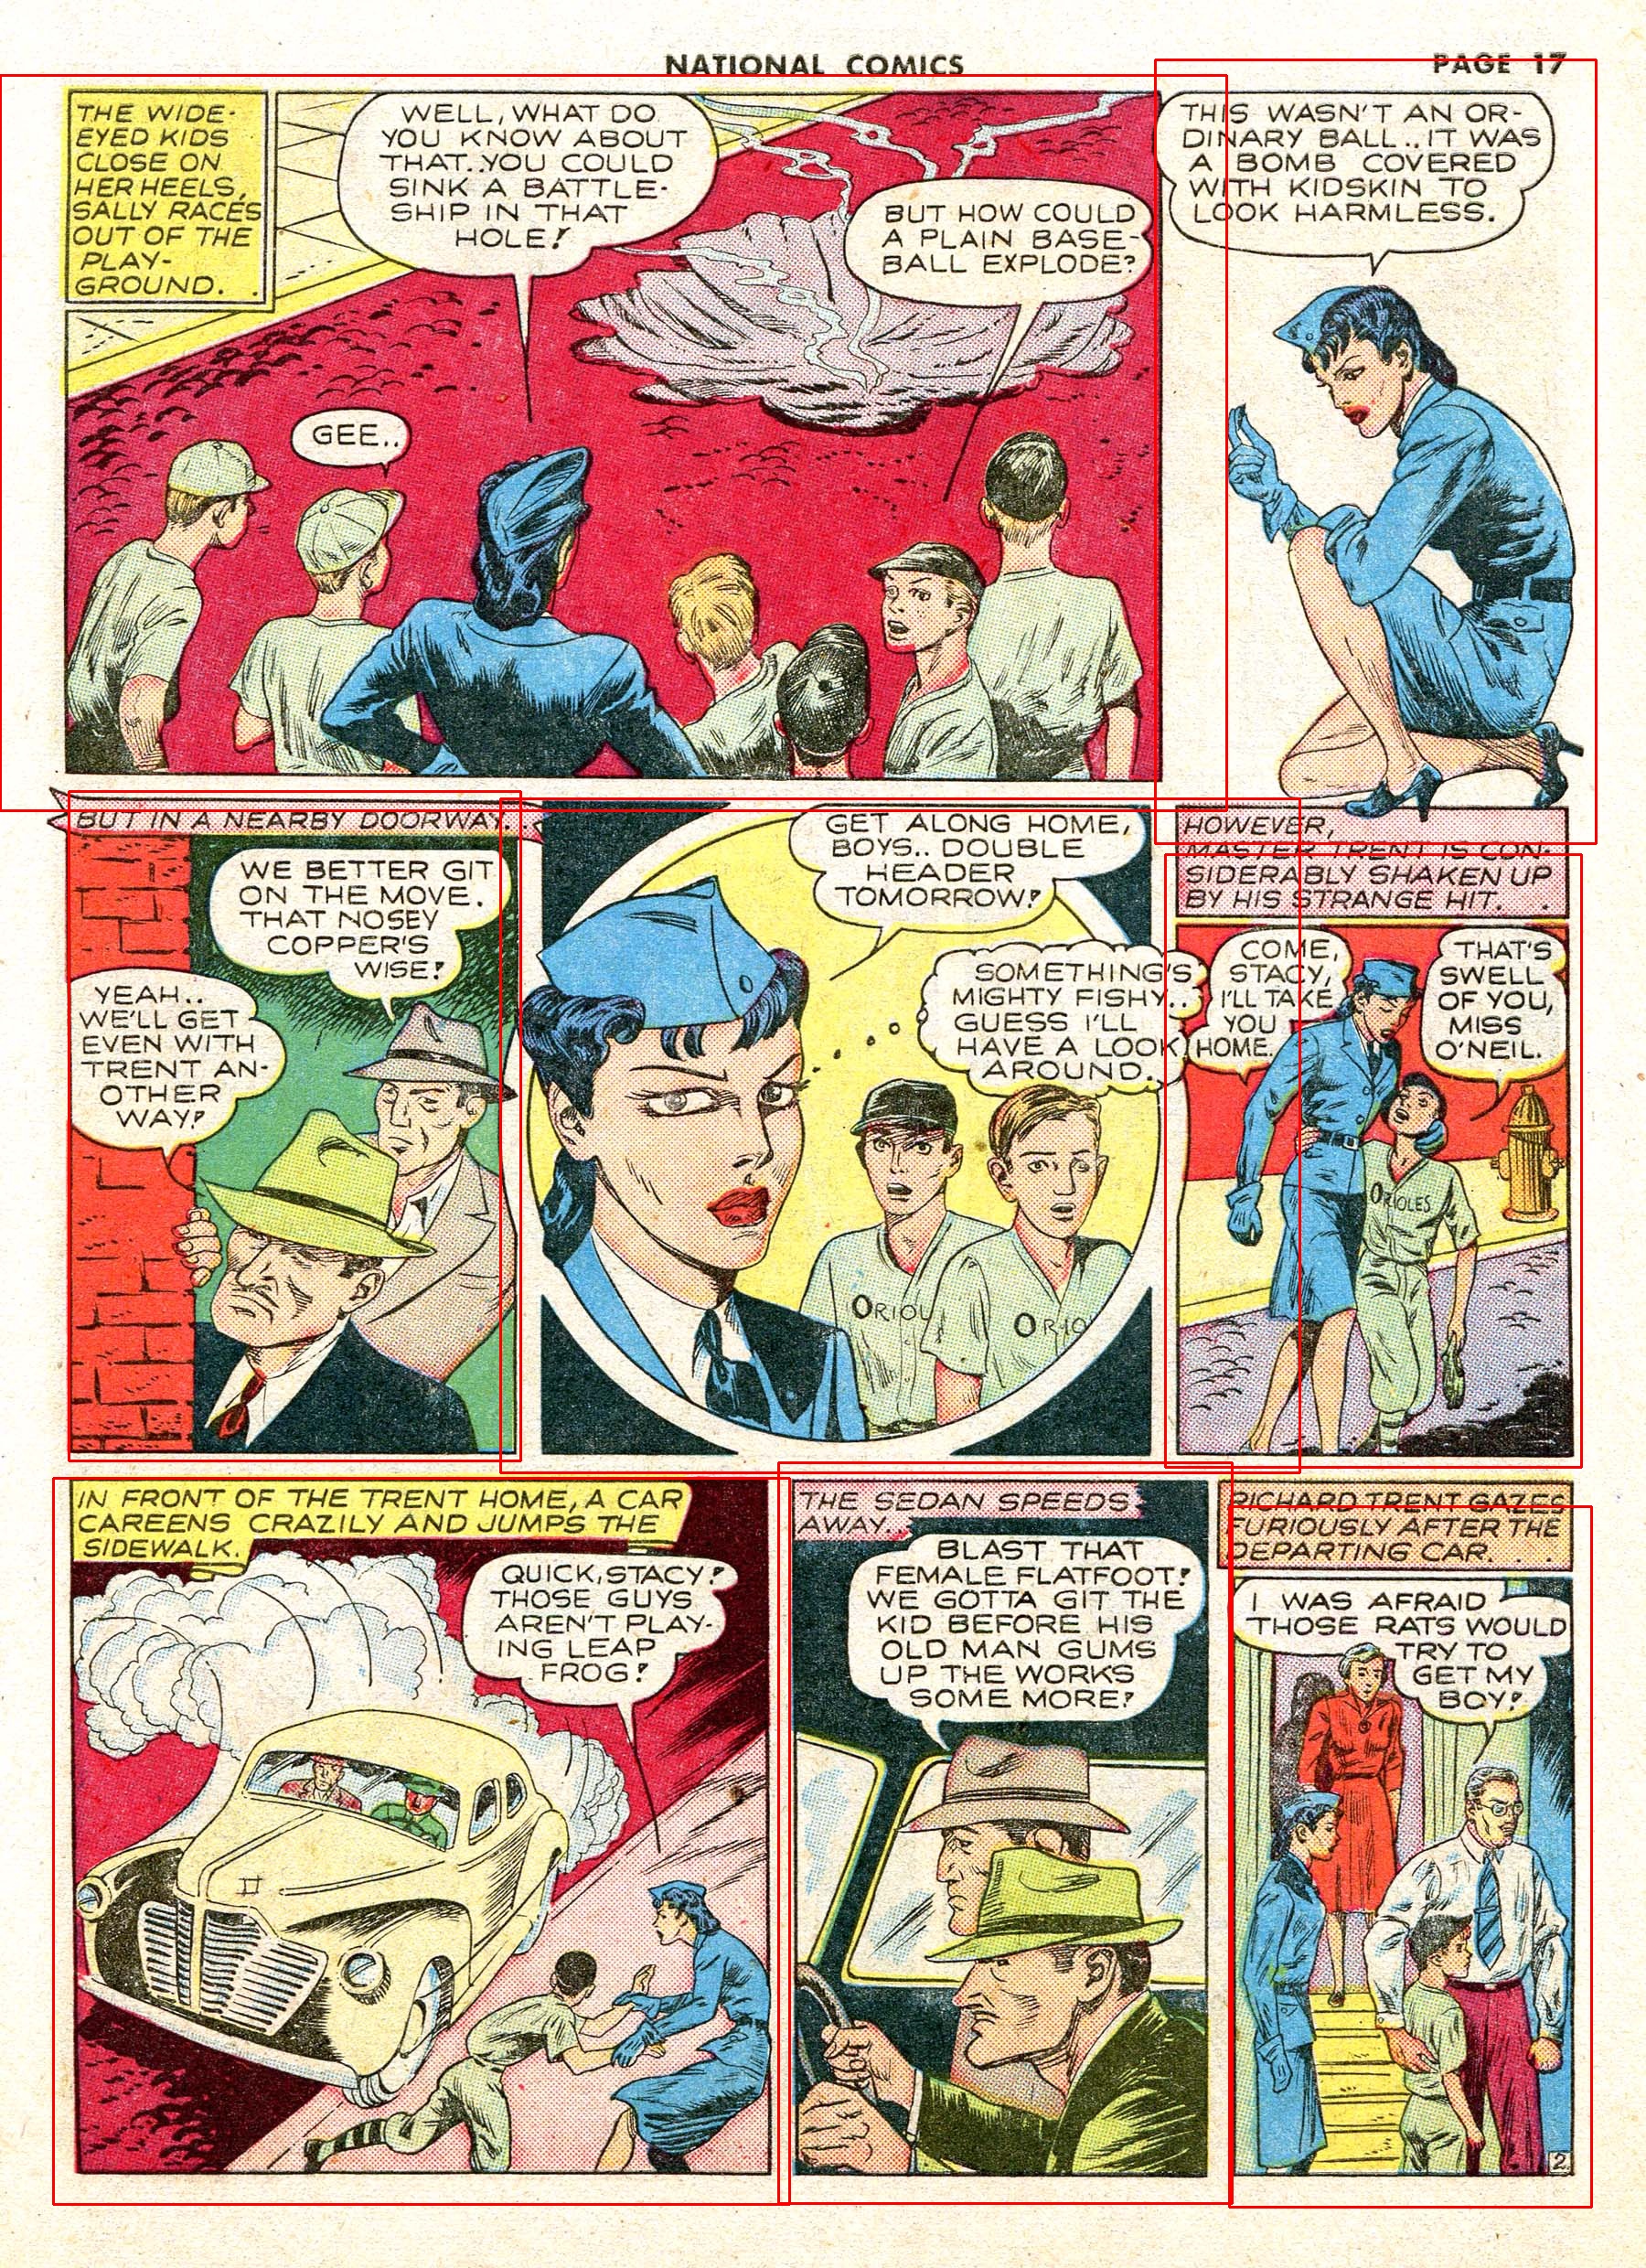 NATIONAL COMICS
PAGE 17
THE WIDE-
EYED KIDS
CLOSE ON
HER HEELS,
SALLY RACES
OUT OF THE
PLAY-
GROUND. .
WELL, WHAT DO
YOU KNOW ABOUT
THAT..YOU COULD
SINK A BATTLE-
SHIP IN THAT
HOLE!
BUT HOW COULD
A PLAIN BASE-
BALL EXPLODE?
GEE..
THIS WASN'T AN OR-
DINARY BALL..IT WAS
A BOMB COVERED
WITH KIDSKIN TO
LOOK HARMLESS.
BUT IN A NEARBY DOORWAY.
WE BETTER GIT
ON THE MOVE.
THAT NOSEY
COPPER'S
WISE!
YEAH..
WE'LL GET
EVEN WITH
TRENT AN-
OTHER
WAY!
GET ALONG HOME,
BOYS.. DOUBLE
HEADER
TOMORROW!
SOMETHING'S
MIGHTY FISHY..
GUESS I'LL
HAVE A LOOK
AROUND.
ORIOL
ORIO
HOWEVER,
MASTER TRENT IS CON-
SIDERABLY SHAKEN UP
BY HIS STRANGE HIT. .
COME,
STACY,
I'LL TAKE
YOU
HOME.
THAT'S
SWELL
OF YOU,
MISS
O'NEIL.
ORIOLES
IN FRONT OF THE TRENT HOME, A CAR
CAREENS CRAZILY AND JUMPS THE
SIDEWALK.
QUICK, STACY!
THOSE GUYS
AREN'T PLAY-
ING LEAP
FROG!
THE SEDAN SPEEDS
AWAY..
BLAST THAT
FEMALE FLATFOOT!
WE GOTTA GIT THE
KID BEFORE HIS
OLD MAN GUMS
UP THE WORKS
SOME MORE!
RICHARD TRENT GAZES
FURIOUSLY AFTER THE
DEPARTING CAR. . .
I WAS AFRAID
THOSE RATS WOULD
TRY TO
GET MY
BOY!
2